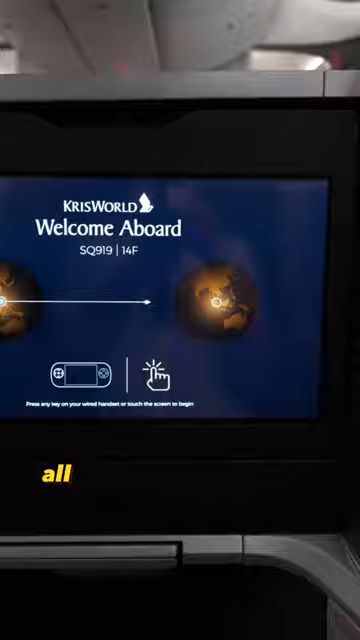 KRISWORLD
Welcome Aboard
SQ919 | 14F
Press any key on your wired handset or touch the screen to begin
all